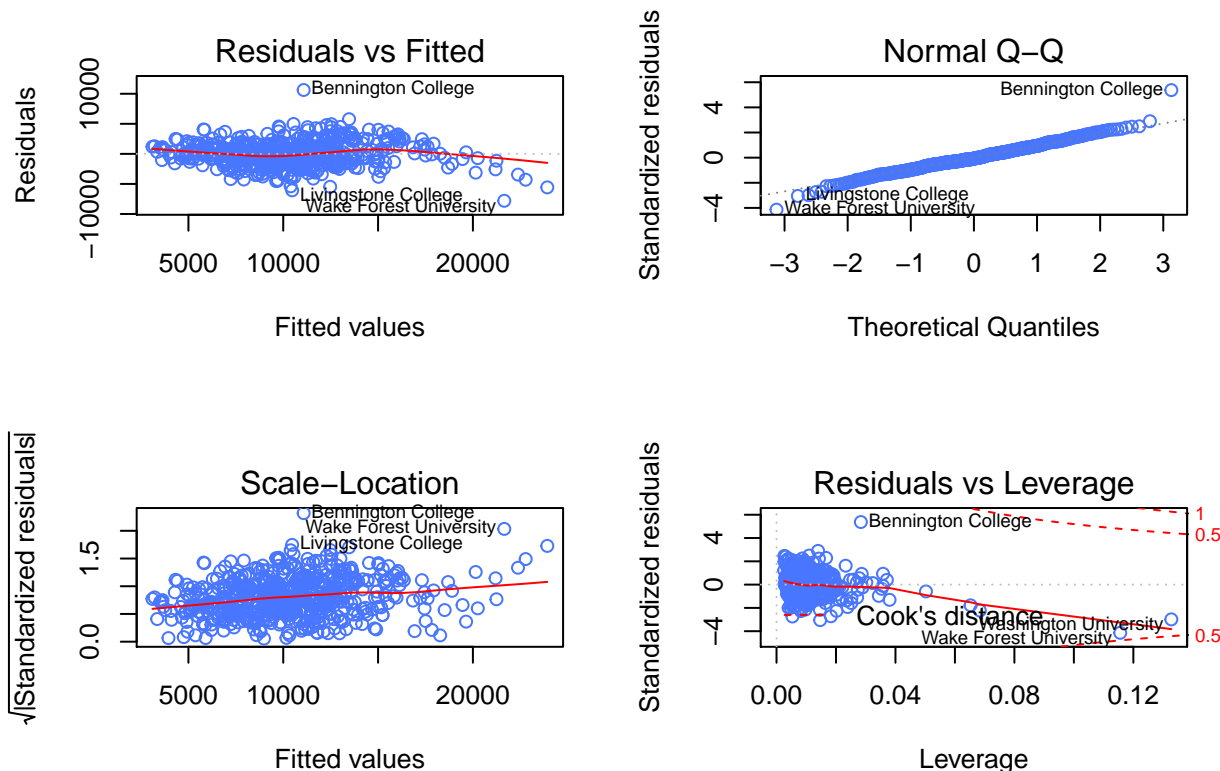 Residuals vs Fitted
Residuals
−10000
10000
Bennington College
Livingstone College
Wake Forest University
5000
10000
20000
Fitted values
Normal Q−Q
Standardized residuals
−4
0
4
Bennington College
Livingstone College
Wake Forest University
−3
−2
−1
0
1
2
3
Theoretical Quantiles
Scale−Location
√|Standardized residuals|
0.0
1.5
Bennington College
Wake Forest University
Livingstone College
5000
10000
20000
Fitted values
Residuals vs Leverage
Standardized residuals
−4
0
4
Bennington College
Cook's distance
Washington University
Wake Forest University
1
0.5
0.5
0.00
0.04
0.08
0.12
Leverage